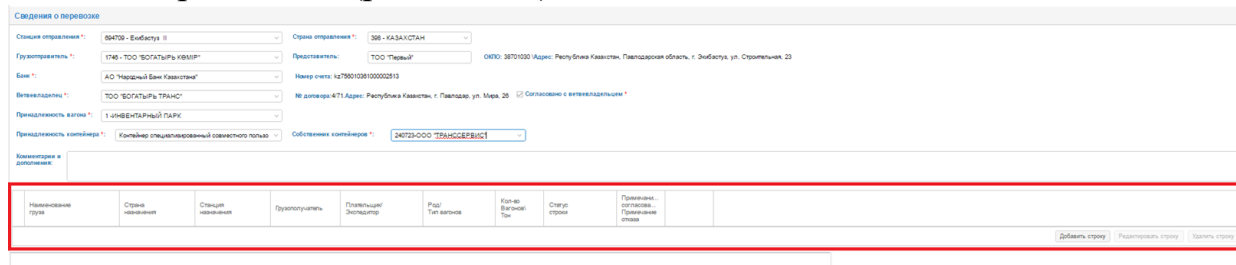 Сведения о перевозке
Станция отправления *: 694709 - Екибастуз II Страна отправления *: 398 - КАЗАХСТАН
Грузоотправитель *: 1746 - ТОО "БОГАТЫРЬ КӨМІР" Представитель: ТОО "Первый" ОКПО: 38701030 \Адрес: Республика Казахстан, Павлодарская область, г. Экибастуз, ул. Строительная, 23
Банк *: АО "Народный Банк Казахстана" Номер счета: kz756010361000002513
Ветвевладелец *: ТОО "БОГАТЫРЬ ТРАНС" № договора:4/71.Адрес: Республика Казахстан, г. Павлодар, ул. Мира, 26 Согласовано с ветвевладельцем *
Принадлежность вагона *: 1 -ИНВЕНТАРНЫЙ ПАРК
Принадлежность контейнера *: Контейнер специализированный совместного пользо Собственник контейнеров *: 240723-ООО "ТРАНССЕРВИС"
Комментарии и
дополнения:
Наименование груза Страна назначения Станция назначения Грузополучатель Плательщик/ Экспедитор Род/ Тип вагонов Кол-во Вагонов\ Тон Статус строки Примечани... согласова... Примечание отказа
Добавить строку Редактировать строку Удалить строку